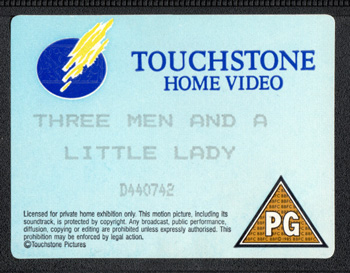 TOUCHSTONE
HOME VIDEO
THREE MEN AND A
LITTLE LADY
D440742
Licensed for private home exhibition only. This motion picture, including its
soundtrack, is protected by copyright. Any broadcast, public performance,
diffusion, copying or editing are prohibited unless expressly authorised. This
prohibition may be enforced by legal action.
©Touchstone Pictures
PG